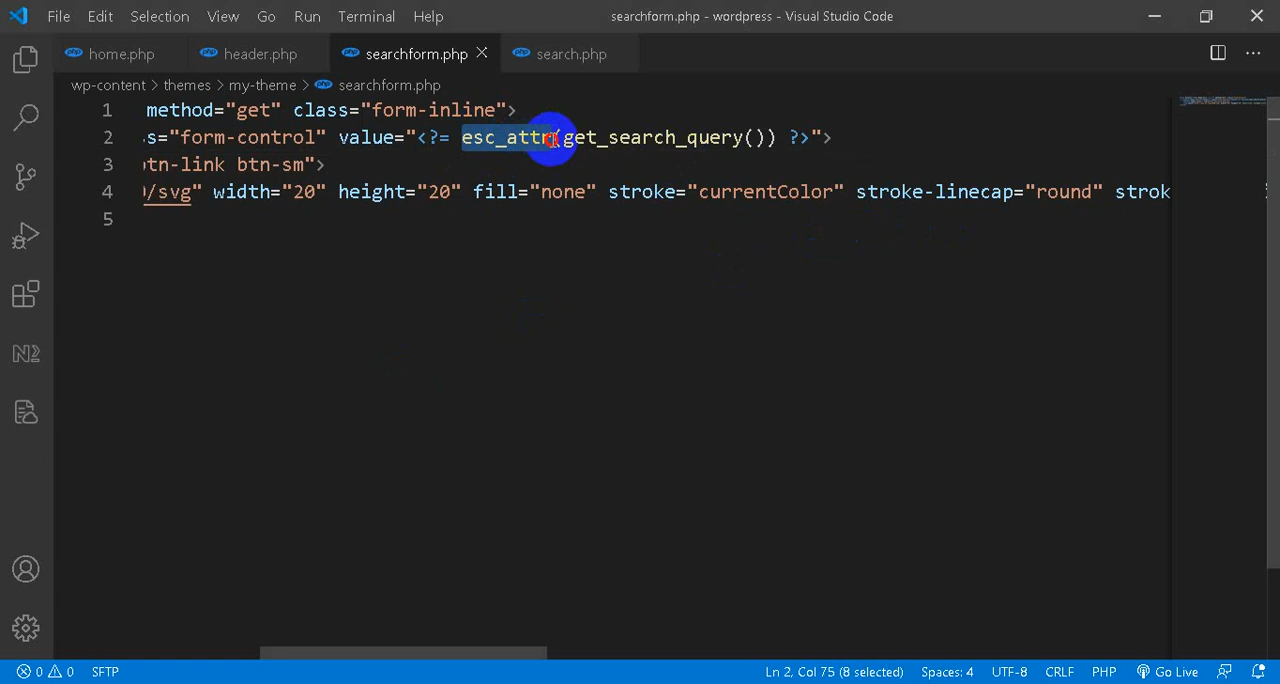 File Edit Selection View Go Run Terminal Help searchform.php - wordpress - Visual Studio Code
home.php header.php searchform.php search.php
wp-content > themes > my-theme > searchform.php
1 method="get" class="form-inline">
2 s="form-control" value="<?= esc_attr(get_search_query()) ?>">
3 btn-link btn-sm">
4 0/svg" width="20" height="20" fill="none" stroke="currentColor" stroke-linecap="round" strok
5
0 0 SFTP Ln 2, Col 75 (8 selected) Spaces: 4 UTF-8 CRLF PHP Go Live